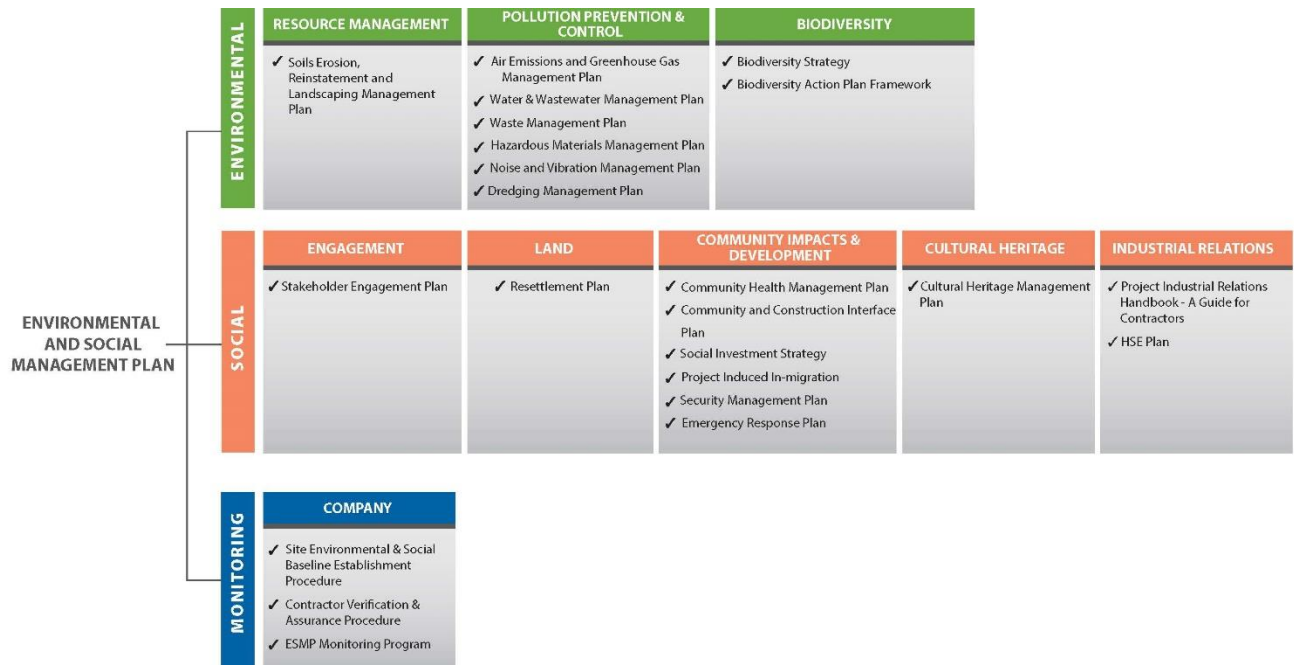 ENVIRONMENTAL
RESOURCE MANAGEMENT
✓ Soils Erosion,
Reinstatement and
Landscaping Management
Plan
POLLUTION PREVENTION &
CONTROL
✓ Air Emissions and Greenhouse Gas
Management Plan
✓ Water & Wastewater Management Plan
✓ Waste Management Plan
✓ Hazardous Materials Management Plan
✓ Noise and Vibration Management Plan
✓ Dredging Management Plan
BIODIVERSITY
✓ Biodiversity Strategy
✓ Biodiversity Action Plan Framework
ENVIRONMENTAL
AND SOCIAL
MANAGEMENT PLAN
SOCIAL
ENGAGEMENT
✓ Stakeholder Engagement Plan
LAND
✓ Resettlement Plan
COMMUNITY IMPACTS &
DEVELOPMENT
✓ Community Health Management Plan
✓ Community and Construction Interface
Plan
✓ Social Investment Strategy
✓ Project Induced In-migration
✓ Security Management Plan
✓ Emergency Response Plan
CULTURAL HERITAGE
✓ Cultural Heritage Management
Plan
INDUSTRIAL RELATIONS
✓ Project Industrial Relations
Handbook - A Guide for
Contractors
✓ HSE Plan
MONITORING
COMPANY
✓ Site Environmental & Social
Baseline Establishment
Procedure
✓ Contractor Verification &
Assurance Procedure
✓ ESMP Monitoring Program